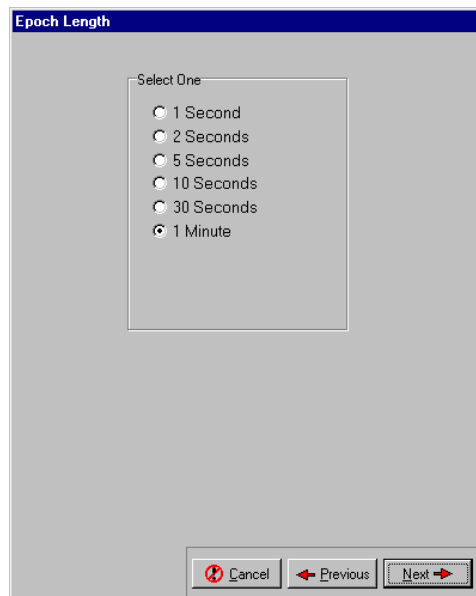 Epoch Length
Select One
1 Second
2 Seconds
5 Seconds
10 Seconds
30 Seconds
1 Minute
Cancel Previous Next